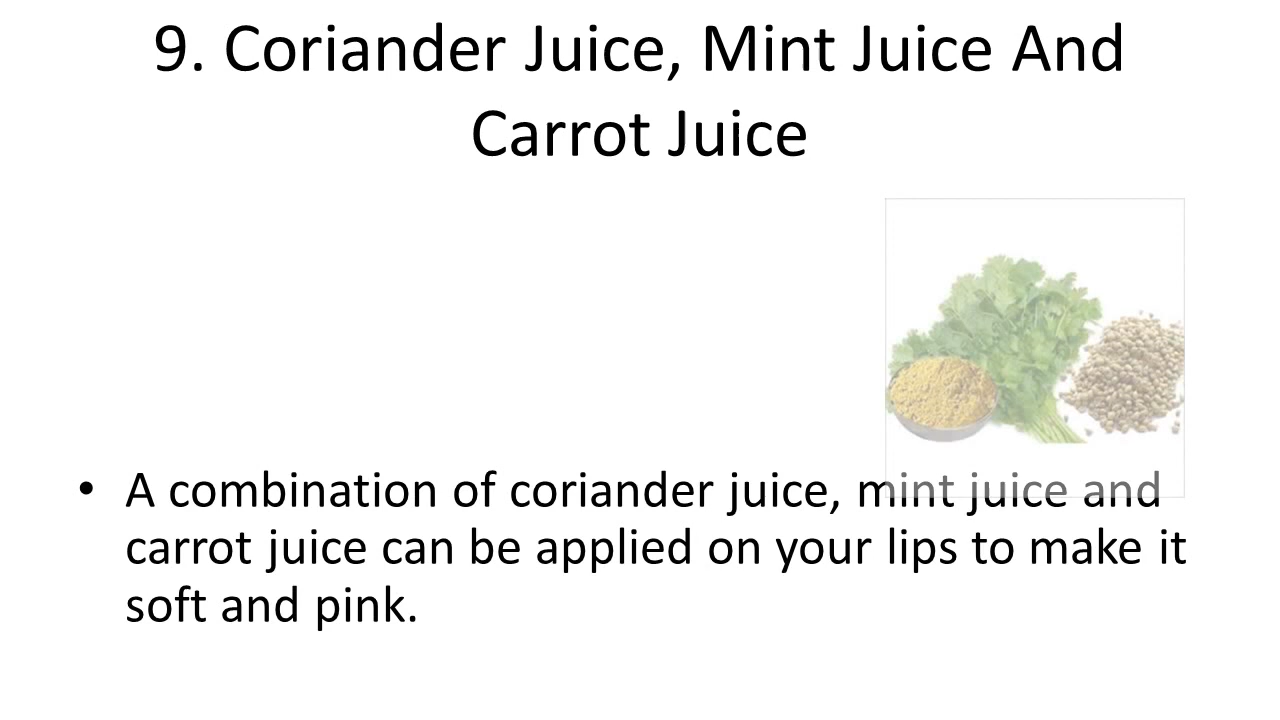 9. Coriander Juice, Mint Juice And
Carrot Juice
• A combination of coriander juice, mint juice and
carrot juice can be applied on your lips to make it
soft and pink.